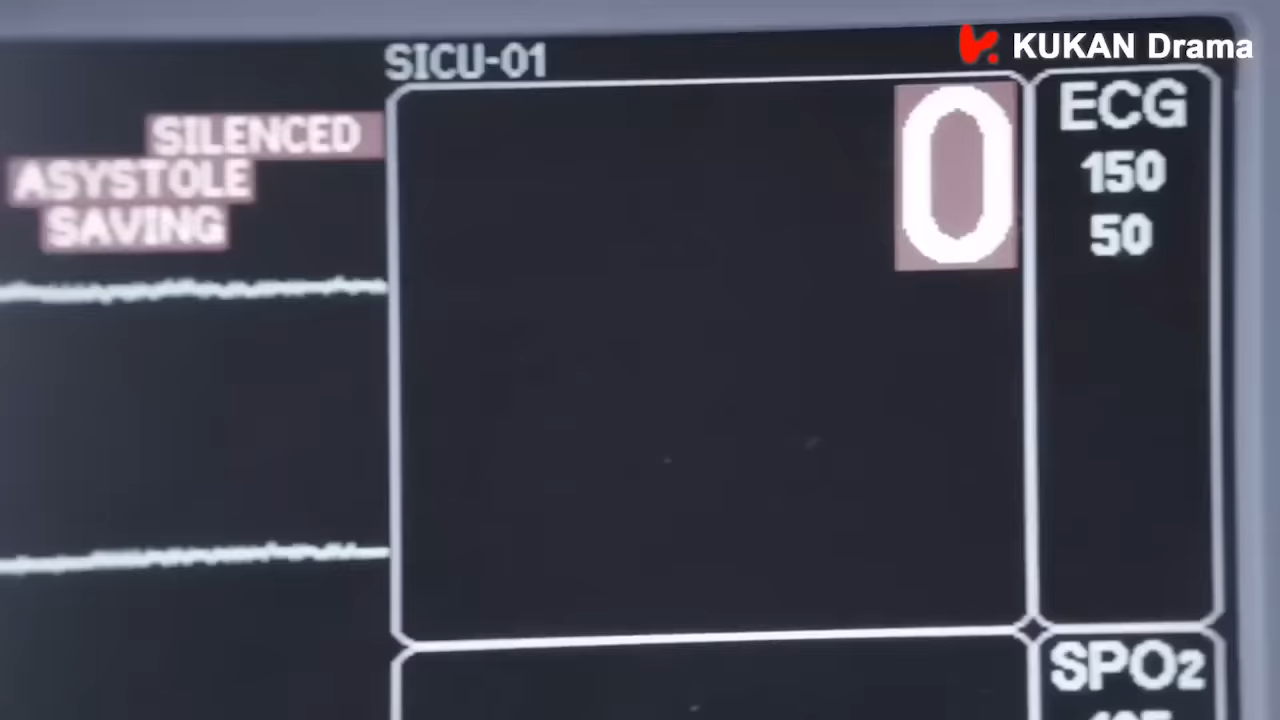 KUKAN Drama
SICU-01
SILENCED
ASYSTOLE
SAVING
0
ECG
150
50
SPO2